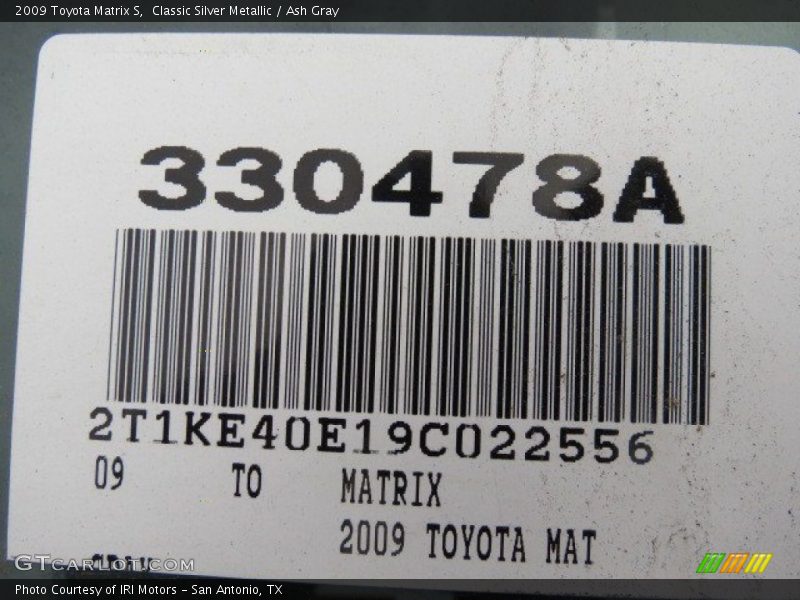 2009 Toyota Matrix S,  Classic Silver Metallic / Ash Gray
330478A
2T1KE40E19C022556
09 TO MATRIX
2009 TOYOTA MAT
GRAY
GTCarLot.com
Photo Courtesy of IRI Motors – San Antonio, TX